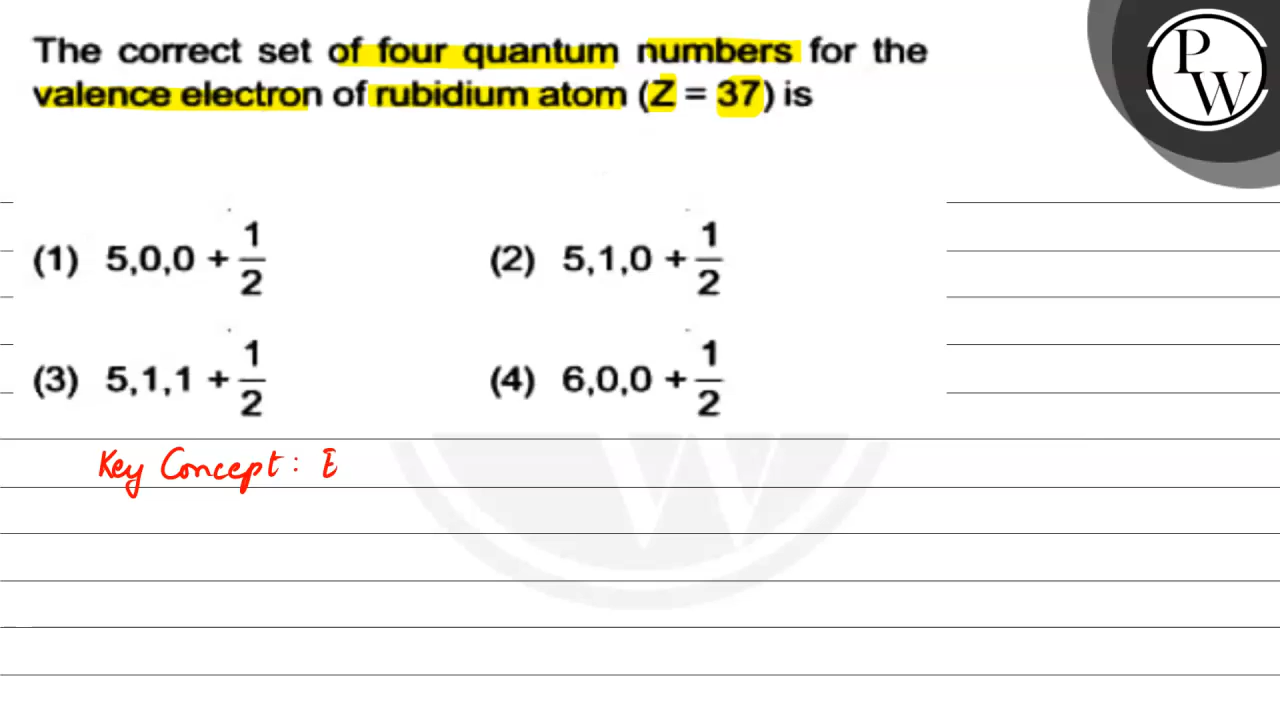 The correct set of four quantum numbers for the
valence electron of rubidium atom (Z = 37) is
(1) 5,0,0 + 1/2
(2) 5,1,0 + 1/2
(3) 5,1,1 + 1/2
(4) 6,0,0 + 1/2
Key Concept: E
PW